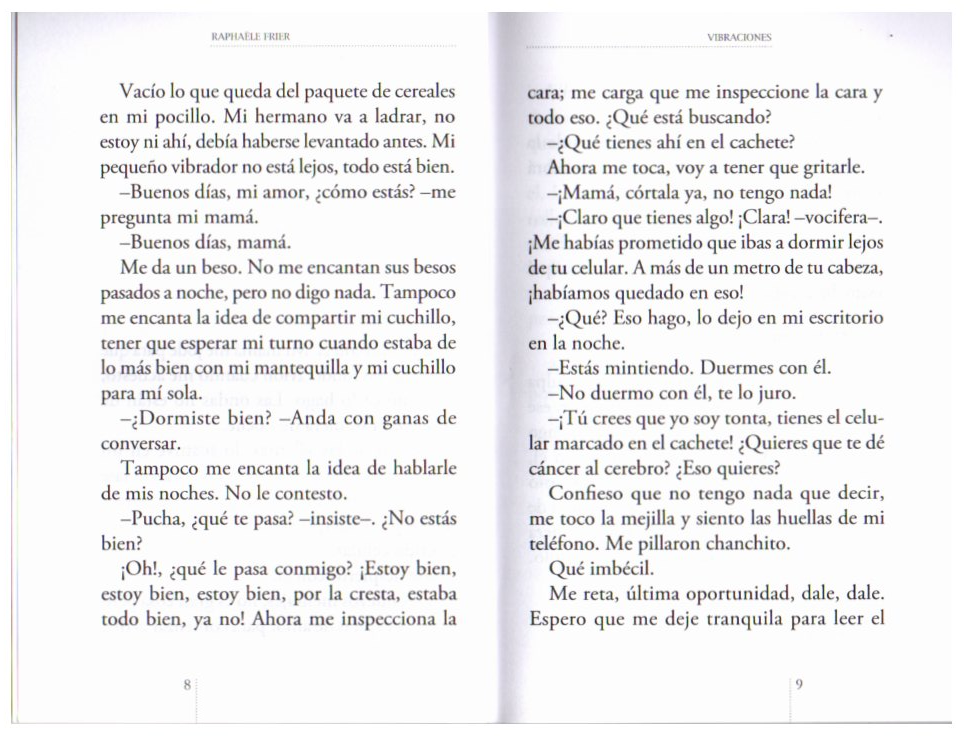 RAPHAËLE FRIER
Vacío lo que queda del paquete de cereales
en mi pocillo. Mi hermano va a ladrar, no
estoy ni ahí, debía haberse levantado antes. Mi
pequeño vibrador no está lejos, todo está bien.
–Buenos días, mi amor, ¿cómo estás? –me
pregunta mi mamá.
–Buenos días, mamá.
Me da un beso. No me encantan sus besos
pasados a noche, pero no digo nada. Tampoco
me encanta la idea de compartir mi cuchillo,
tener que esperar mi turno cuando estaba de
lo más bien con mi mantequilla y mi cuchillo
para mí sola.
–¿Dormiste bien? –Anda con ganas de
conversar.
Tampoco me encanta la idea de hablarle
de mis noches. No le contesto.
–Pucha, ¿qué te pasa? –insiste–. ¿No estás
bien?
¡Oh!, ¿qué le pasa conmigo? ¡Estoy bien,
estoy bien, estoy bien, por la cresta, estaba
todo bien, ya no! Ahora me inspecciona la
8
VIBRACIONES
cara; me carga que me inspeccione la cara y
todo eso. ¿Qué está buscando?
–¿Qué tienes ahí en el cachete?
Ahora me toca, voy a tener que gritarle.
–¡Mamá, córtala ya, no tengo nada!
–¡Claro que tienes algo! ¡Clara! –vocifera–.
¡Me habías prometido que ibas a dormir lejos
de tu celular. A más de un metro de tu cabeza,
¡habíamos quedado en eso!
–¿Qué? Eso hago, lo dejo en mi escritorio
en la noche.
–Estás mintiendo. Duermes con él.
–No duermo con él, te lo juro.
–¡Tú crees que yo soy tonta, tienes el celu-
lar marcado en el cachete! ¿Quieres que te dé
cáncer al cerebro? ¿Eso quieres?
Confieso que no tengo nada que decir,
me toco la mejilla y siento las huellas de mi
teléfono. Me pillaron chanchito.
Qué imbécil.
Me reta, última oportunidad, dale, dale.
Espero que me deje tranquila para leer el
9